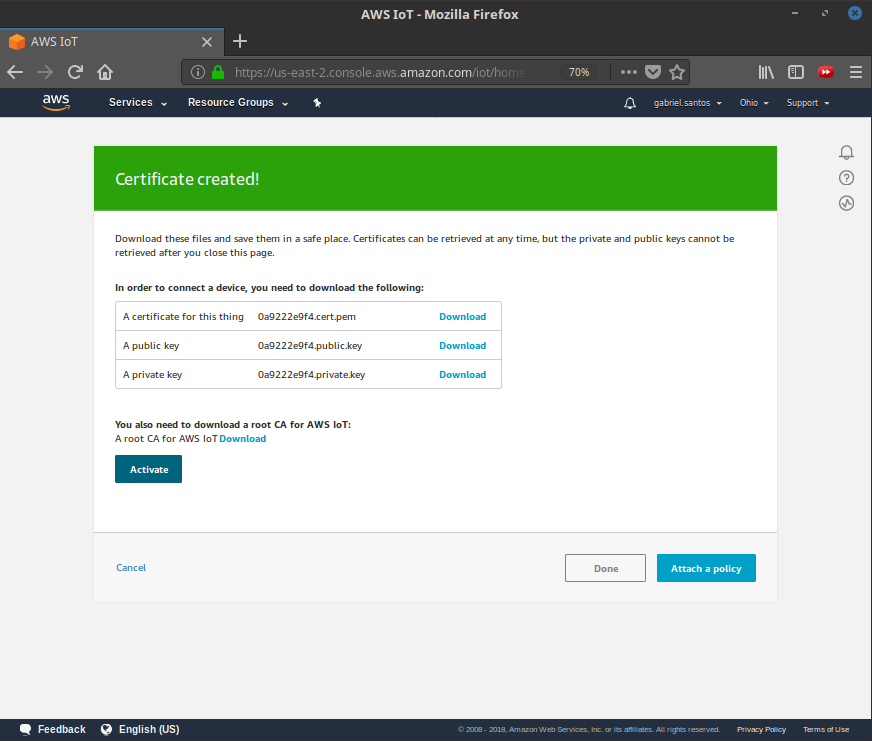 AWS IoT - Mozilla Firefox
AWS IoT
https://us-east-2.console.aws.amazon.com/iot/home 70%
aws Services Resource Groups gabriel.santos Ohio Support
Certificate created!
Download these files and save them in a safe place. Certificates can be retrieved at any time, but the private and public keys cannot be
retrieved after you close this page.
In order to connect a device, you need to download the following:
A certificate for this thing 0a9222e9f4.cert.pem Download
A public key 0a9222e9f4.public.key Download
A private key 0a9222e9f4.private.key Download
You also need to download a root CA for AWS IoT:
A root CA for AWS IoT Download
Activate
Cancel Done Attach a policy
Feedback English (US) © 2008 - 2018, Amazon Web Services, Inc. or its affiliates. All rights reserved. Privacy Policy Terms of Use